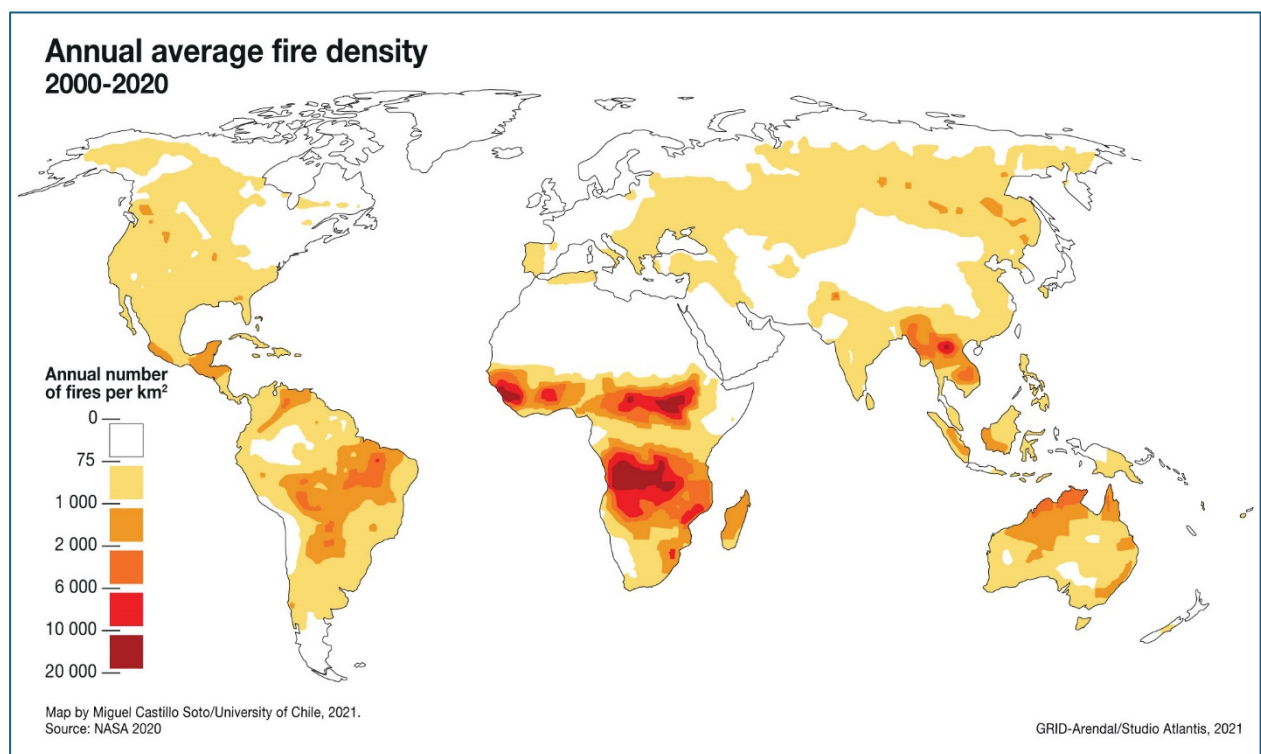 Annual average fire density
2000-2020
Annual number
of fires per km²
0
75
1 000
2 000
6 000
10 000
20 000
Map by Miguel Castillo Soto/University of Chile, 2021.
Source: NASA 2020
GRID-Arendal/Studio Atlantis, 2021